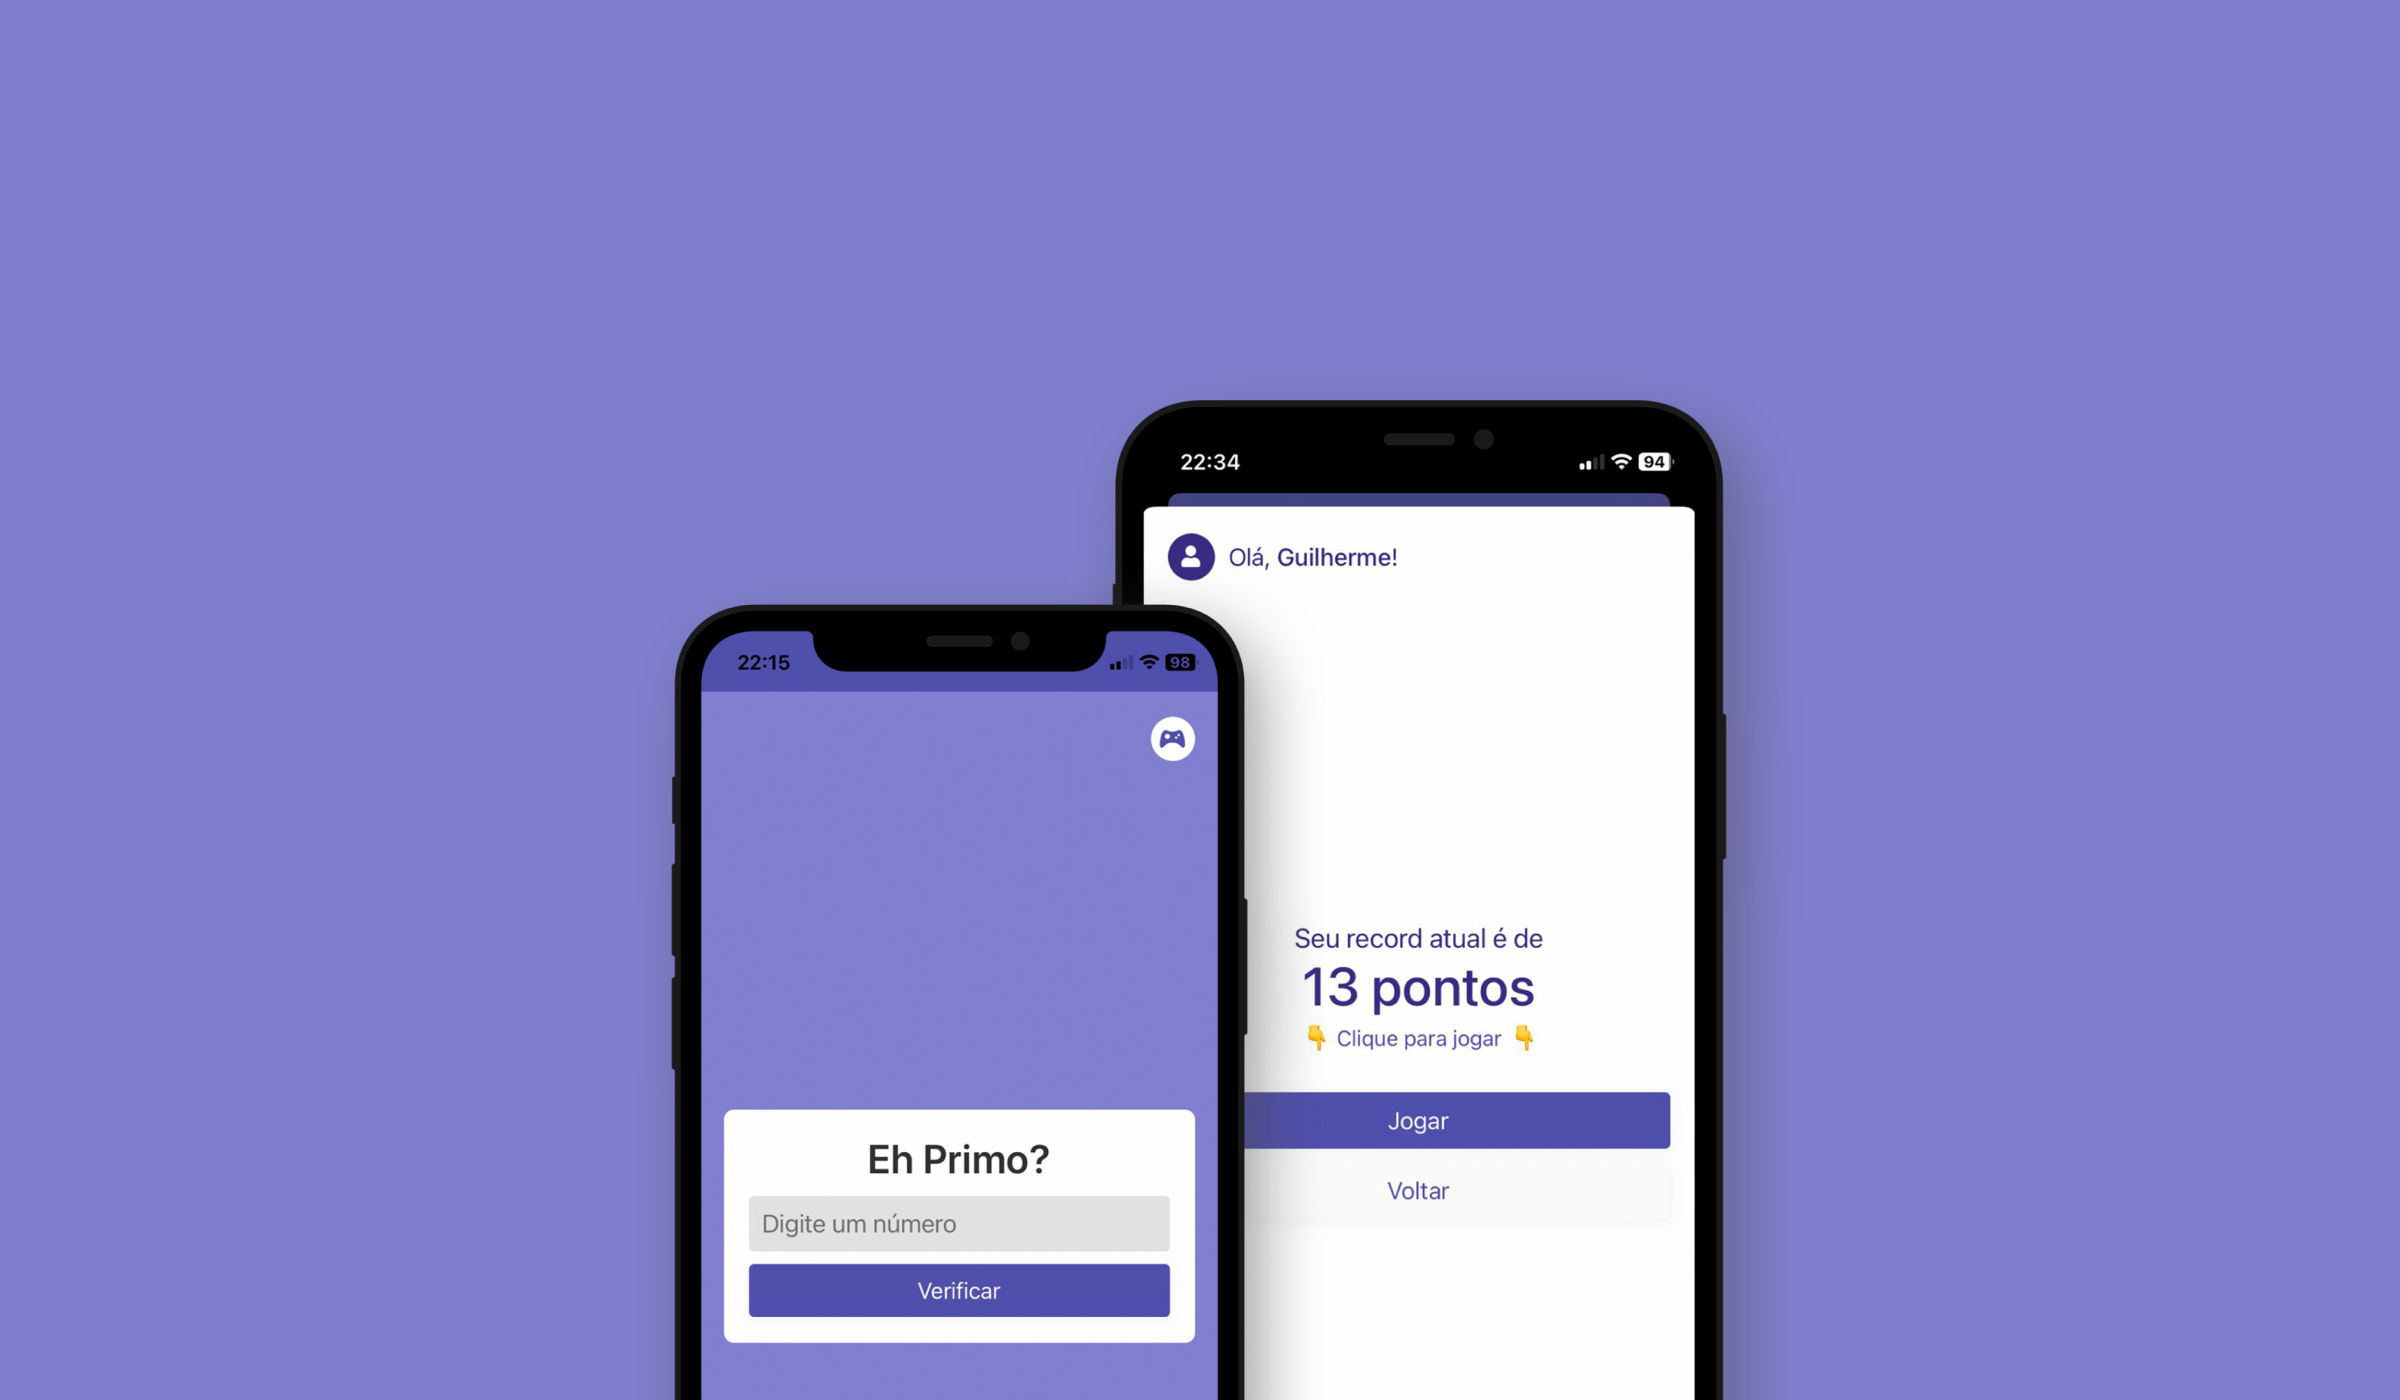 22:34
94
Olá, Guilherme!
Seu record atual é de
13 pontos
👇 Clique para jogar 👇
Jogar
Voltar
22:15
98
Eh Primo?
Digite um número
Verificar